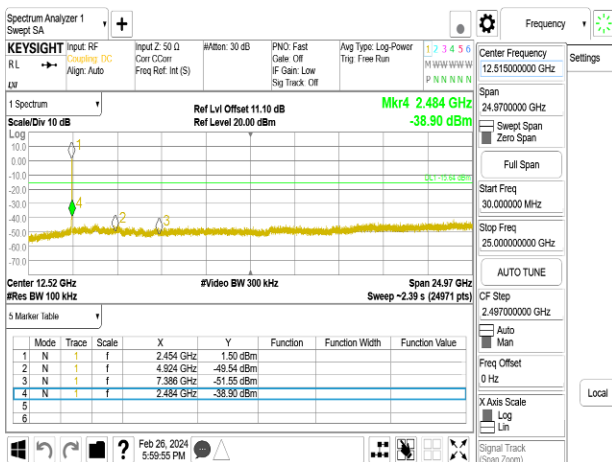 Spectrum Analyzer 1
Swept SA
Frequency
KEYSIGHT
RL
Input: RF
Coupling: DC
Align: Auto
Input Z: 50 Ω
Corr CCorr
Freq Ref: Int (S)
#Atten: 30 dB
PNO: Fast
Gate: Off
IF Gain: Low
Sig Track: Off
Avg Type: Log-Power
Trig: Free Run
1 2 3 4 5 6
M W W W W W
P N N N N N
1 Spectrum
Scale/Div 10 dB
Ref Lvl Offset 11.10 dB
Ref Level 20.00 dBm
Mkr4 2.484 GHz
-38.90 dBm
Log
10.0
0.00
-10.0
-20.0
-30.0
-40.0
-50.0
-60.0
-70.0
1
4
2
3
Center 12.52 GHz
#Video BW 300 kHz
Span 24.97 GHz
#Res BW 100 kHz
Sweep ~2.39 s (24971 pts)
5 Marker Table
Mode Trace Scale X Y Function Function Width Function Value
1 N 1 f 2.454 GHz 1.50 dBm
2 N 1 f 4.924 GHz -49.54 dBm
3 N 1 f 7.386 GHz -51.55 dBm
4 N 1 f 2.484 GHz -38.90 dBm
5
6
Feb 26, 2024
5:59:55 PM
Center Frequency
12.515000000 GHz
Settings
Span
24.9700000 GHz
Swept Span
Zero Span
Full Span
Start Freq
30.000000 MHz
Stop Freq
25.000000000 GHz
AUTO TUNE
CF Step
2.497000000 GHz
Auto
Man
Freq Offset
0 Hz
X Axis Scale
Log
Lin
Local
Signal Track
(Span Zoom)